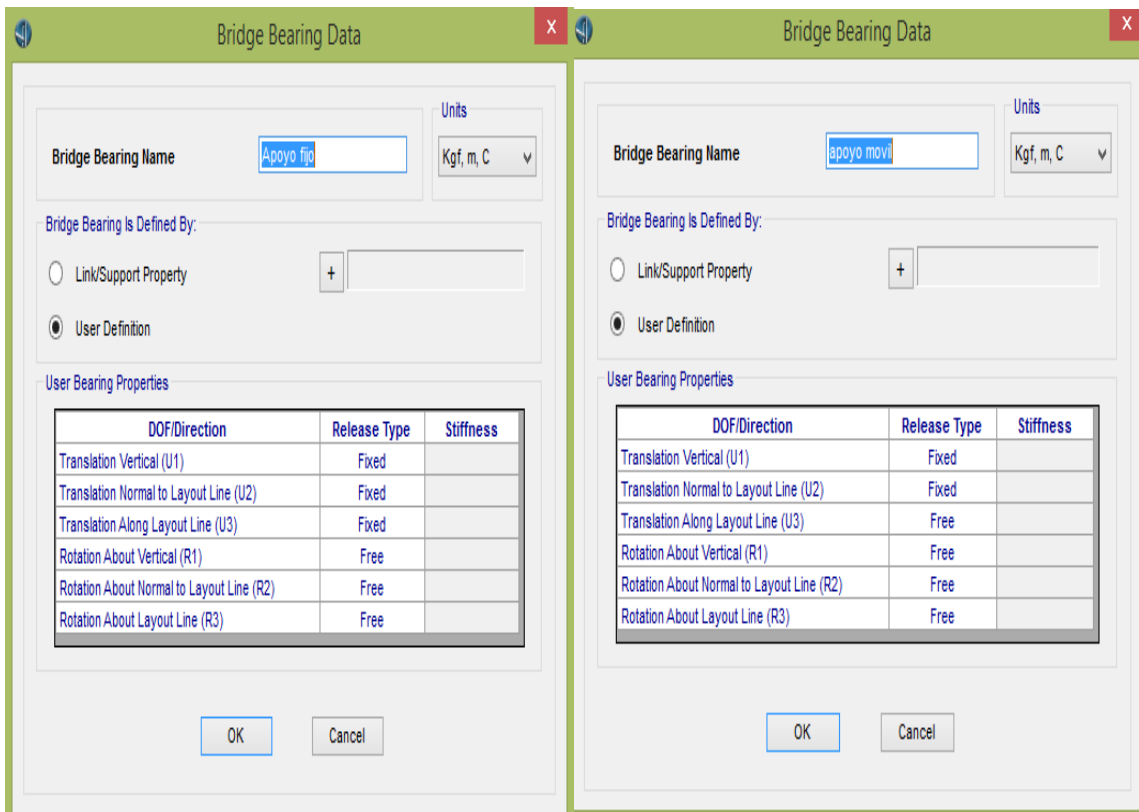 Bridge Bearing Data
X
Units
Bridge Bearing Name Apoyo fijo Kgf, m, C
Bridge Bearing Is Defined By:
Link/Support Property +
User Definition
User Bearing Properties
DOF/Direction Release Type Stiffness
Translation Vertical (U1) Fixed
Translation Normal to Layout Line (U2) Fixed
Translation Along Layout Line (U3) Fixed
Rotation About Vertical (R1) Free
Rotation About Normal to Layout Line (R2) Free
Rotation About Layout Line (R3) Free
OK Cancel
Bridge Bearing Data
X
Units
Bridge Bearing Name apoyo movil Kgf, m, C
Bridge Bearing Is Defined By:
Link/Support Property +
User Definition
User Bearing Properties
DOF/Direction Release Type Stiffness
Translation Vertical (U1) Fixed
Translation Normal to Layout Line (U2) Fixed
Translation Along Layout Line (U3) Free
Rotation About Vertical (R1) Free
Rotation About Normal to Layout Line (R2) Free
Rotation About Layout Line (R3) Free
OK Cancel